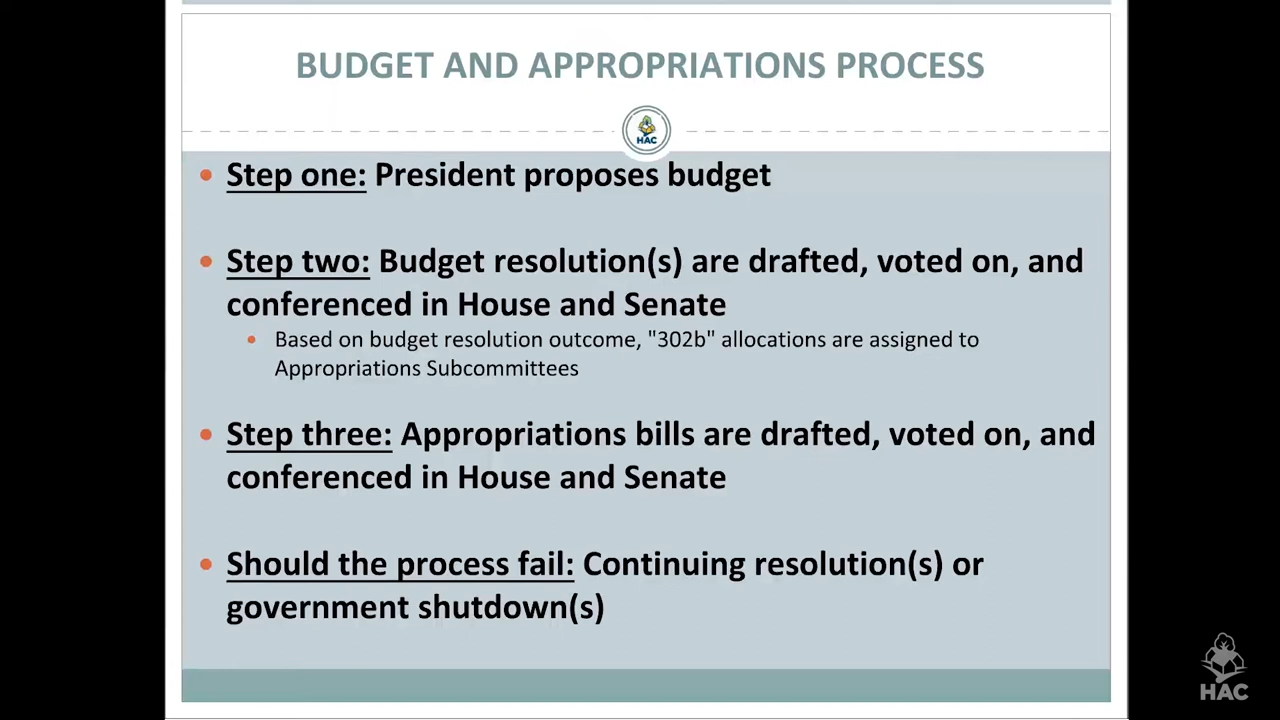 BUDGET AND APPROPRIATIONS PROCESS
HAC
• Step one: President proposes budget
• Step two: Budget resolution(s) are drafted, voted on, and
conferenced in House and Senate
• Based on budget resolution outcome, "302b" allocations are assigned to
Appropriations Subcommittees
• Step three: Appropriations bills are drafted, voted on, and
conferenced in House and Senate
• Should the process fail: Continuing resolution(s) or
government shutdown(s)
HAC